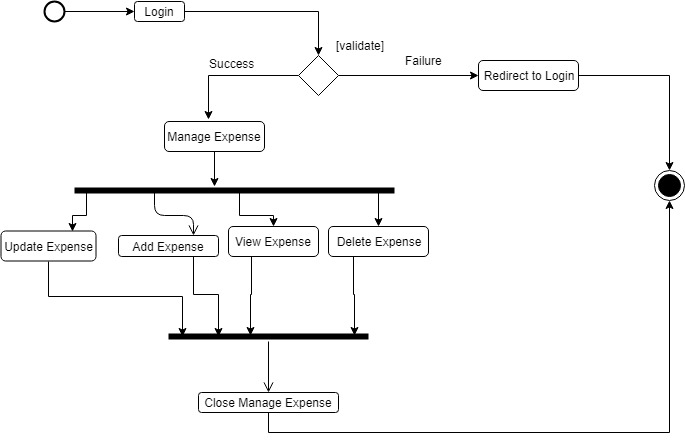 Login
[validate]
Success
Failure
Redirect to Login
Manage Expense
Update Expense
Add Expense
View Expense
Delete Expense
Close Manage Expense